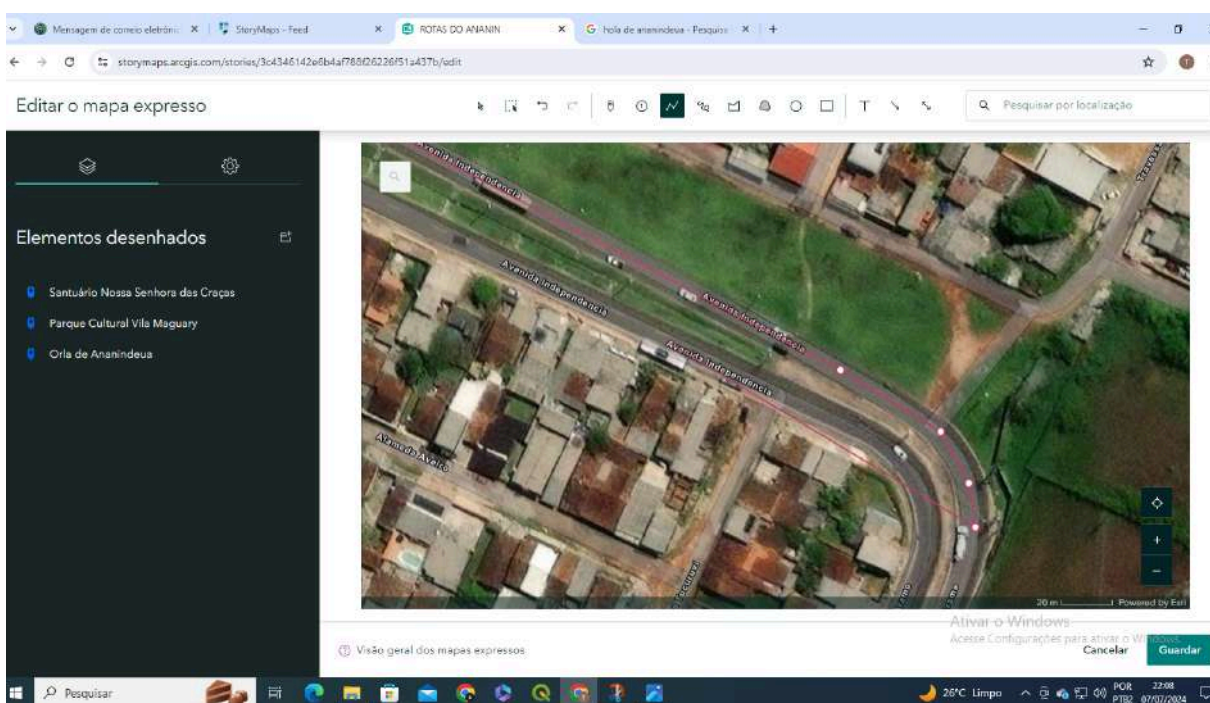 Mensagem de correio eletrôni
StoryMaps - Feed
ROTAS DO ANANIN
hola de ananindeua - Pesquis
storymaps.arcgis.com/stories/3c4346142e6b4af788f26226f51a437b/edit
Editar o mapa expresso
T
Pesquisar por localização
Elementos desenhados
Santuário Nossa Senhora das Graças
Parque Cultural Vila Maguary
Orla de Ananindeua
Avenida Independência
Avenida Independência
Avenida Independência
Avenida Independência
Alameda Aveiro
20 m
Powered by Esri
Ativar o Windows
Acesse Configurações para ativar o Windows.
Visão geral dos mapas expressos
Cancelar
Guardar
Pesquisar
26°C Limpo
POR
PTB2
22:08
07/07/2024